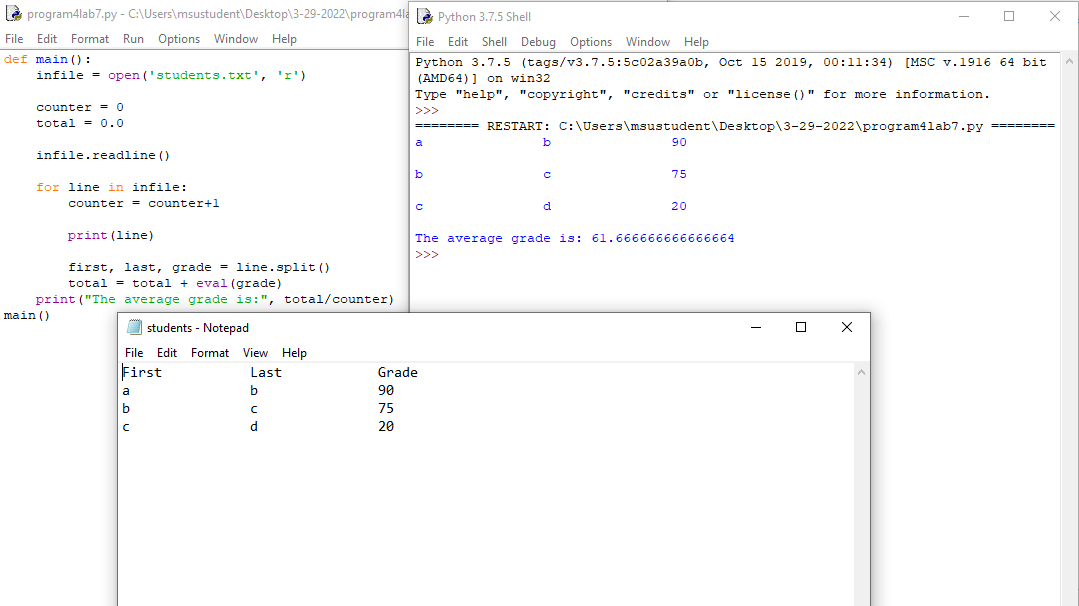 program4lab7.py - C:\Users\msustudent\Desktop\3-29-2022\program4la
File Edit Format Run Options Window Help
def main():
    infile = open('students.txt', 'r')
    counter = 0
    total = 0.0
    infile.readline()
    for line in infile:
        counter = counter+1
        print(line)
        first, last, grade = line.split()
        total = total + eval(grade)
    print("The average grade is:", total/counter)
main()
Python 3.7.5 Shell
File Edit Shell Debug Options Window Help
Python 3.7.5 (tags/v3.7.5:5c02a39a0b, Oct 15 2019, 00:11:34) [MSC v.1916 64 bit
(AMD64)] on win32
Type "help", "copyright", "credits" or "license()" for more information.
>>>
======== RESTART: C:\Users\msustudent\Desktop\3-29-2022\program4lab7.py ========
a b 90
b c 75
c d 20
The average grade is: 61.666666666666664
>>>
students - Notepad
File Edit Format View Help
First Last Grade
a b 90
b c 75
c d 20